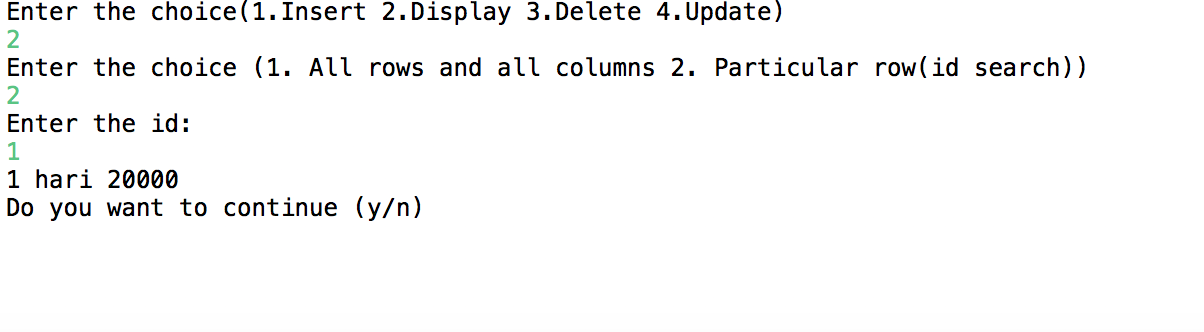 Enter the choice(1.Insert 2.Display 3.Delete 4.Update)
2
Enter the choice (1. All rows and all columns 2. Particular row(id search))
2
Enter the id:
1
1 hari 20000
Do you want to continue (y/n)